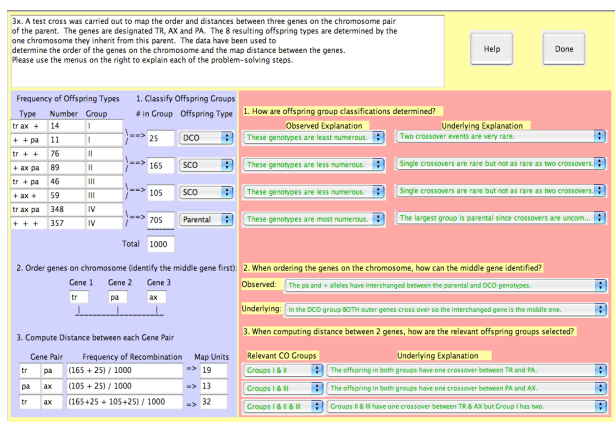 3x. A test cross was carried out to map the order and distances between three genes on the chromosome pair
of the parent. The genes are designated TR, AX and PA. The 8 resulting offspring types are determined by the
one chromosome they inherit from this parent. The data have been used to
determine the order of the genes on the chromosome and the map distance between the genes.
Please use the menus on the right to explain each of the problem-solving steps.
Help
Done
Frequency of Offspring Types
1. Classify Offspring Groups
Type Number Group
# in Group Offspring Type
tr ax + 14 I
+ + pa 11 I
==> 25 DCO
tr + + 76 II
+ ax pa 89 II
==> 165 SCO
tr + pa 46 III
+ ax + 59 III
==> 105 SCO
tr ax pa 348 IV
+ + + 357 IV
==> 705 Parental
Total 1000
2. Order genes on chromosome (identify the middle gene first):
Gene 1 Gene 2 Gene 3
tr pa ax
3. Compute Distance between each Gene Pair
Gene Pair Frequency of Recombination Map Units
tr pa (165 + 25) / 1000 => 19
pa ax (105 + 25) / 1000 => 13
tr ax (165+25 + 105+25) / 1000 => 32
1. How are offspring group classifications determined?
Observed Explanation Underlying Explanation
These genotypes are least numerous. Two crossover events are very rare.
These genotypes are less numerous. Single crossovers are rare but not as rare as two crossovers.
These genotypes are less numerous. Single crossovers are rare but not as rare as two crossovers.
These genotypes are most numerous. The largest group is parental since crossovers are uncom...
2. When ordering the genes on the chromosome, how can the middle gene identified?
Observed: The pa and + alleles have interchanged between the parental and DCO genotypes.
Underlying: In the DCO group BOTH outer genes cross over so the interchanged gene is the middle one.
3. When computing distance between 2 genes, how are the relevant offspring groups selected?
Relevant CO Groups Underlying Explanation
Groups I & II The offspring in both groups have one crossover between TR and PA.
Groups I & III The offspring in both groups have one crossover between PA and AX.
Groups I & II & III Groups II & III have one crossover between TR & AX but Group I has two.